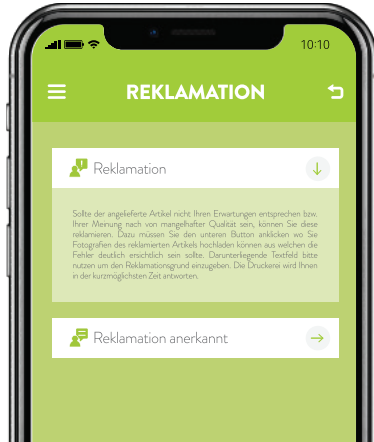 10:10
REKLAMATION
Reklamation
Sollte der angelieferte Artikel nicht Ihren Erwartungen entsprechen bzw.
Ihrer Meinung nach von mangelhafter Qualität sein, können Sie diese
reklamieren. Dazu müssen Sie den unteren Button anklicken wo Sie
Fotografien des reklamierten Artikels hochladen können aus welchen die
Fehler deutlich ersichtlich sein sollte. Darunterliegende Textfeld bitte
nutzen um den Reklamationsgrund einzugeben. Die Druckerei wird Ihnen
in der kurzmöglichsten Zeit antworten.
Reklamation anerkannt